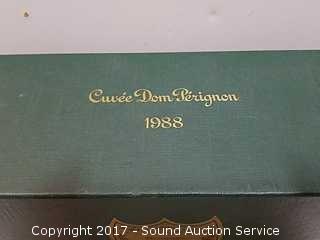 Cuvée Dom Pérignon
1988
Copyright 2017 - Sound Auction Service